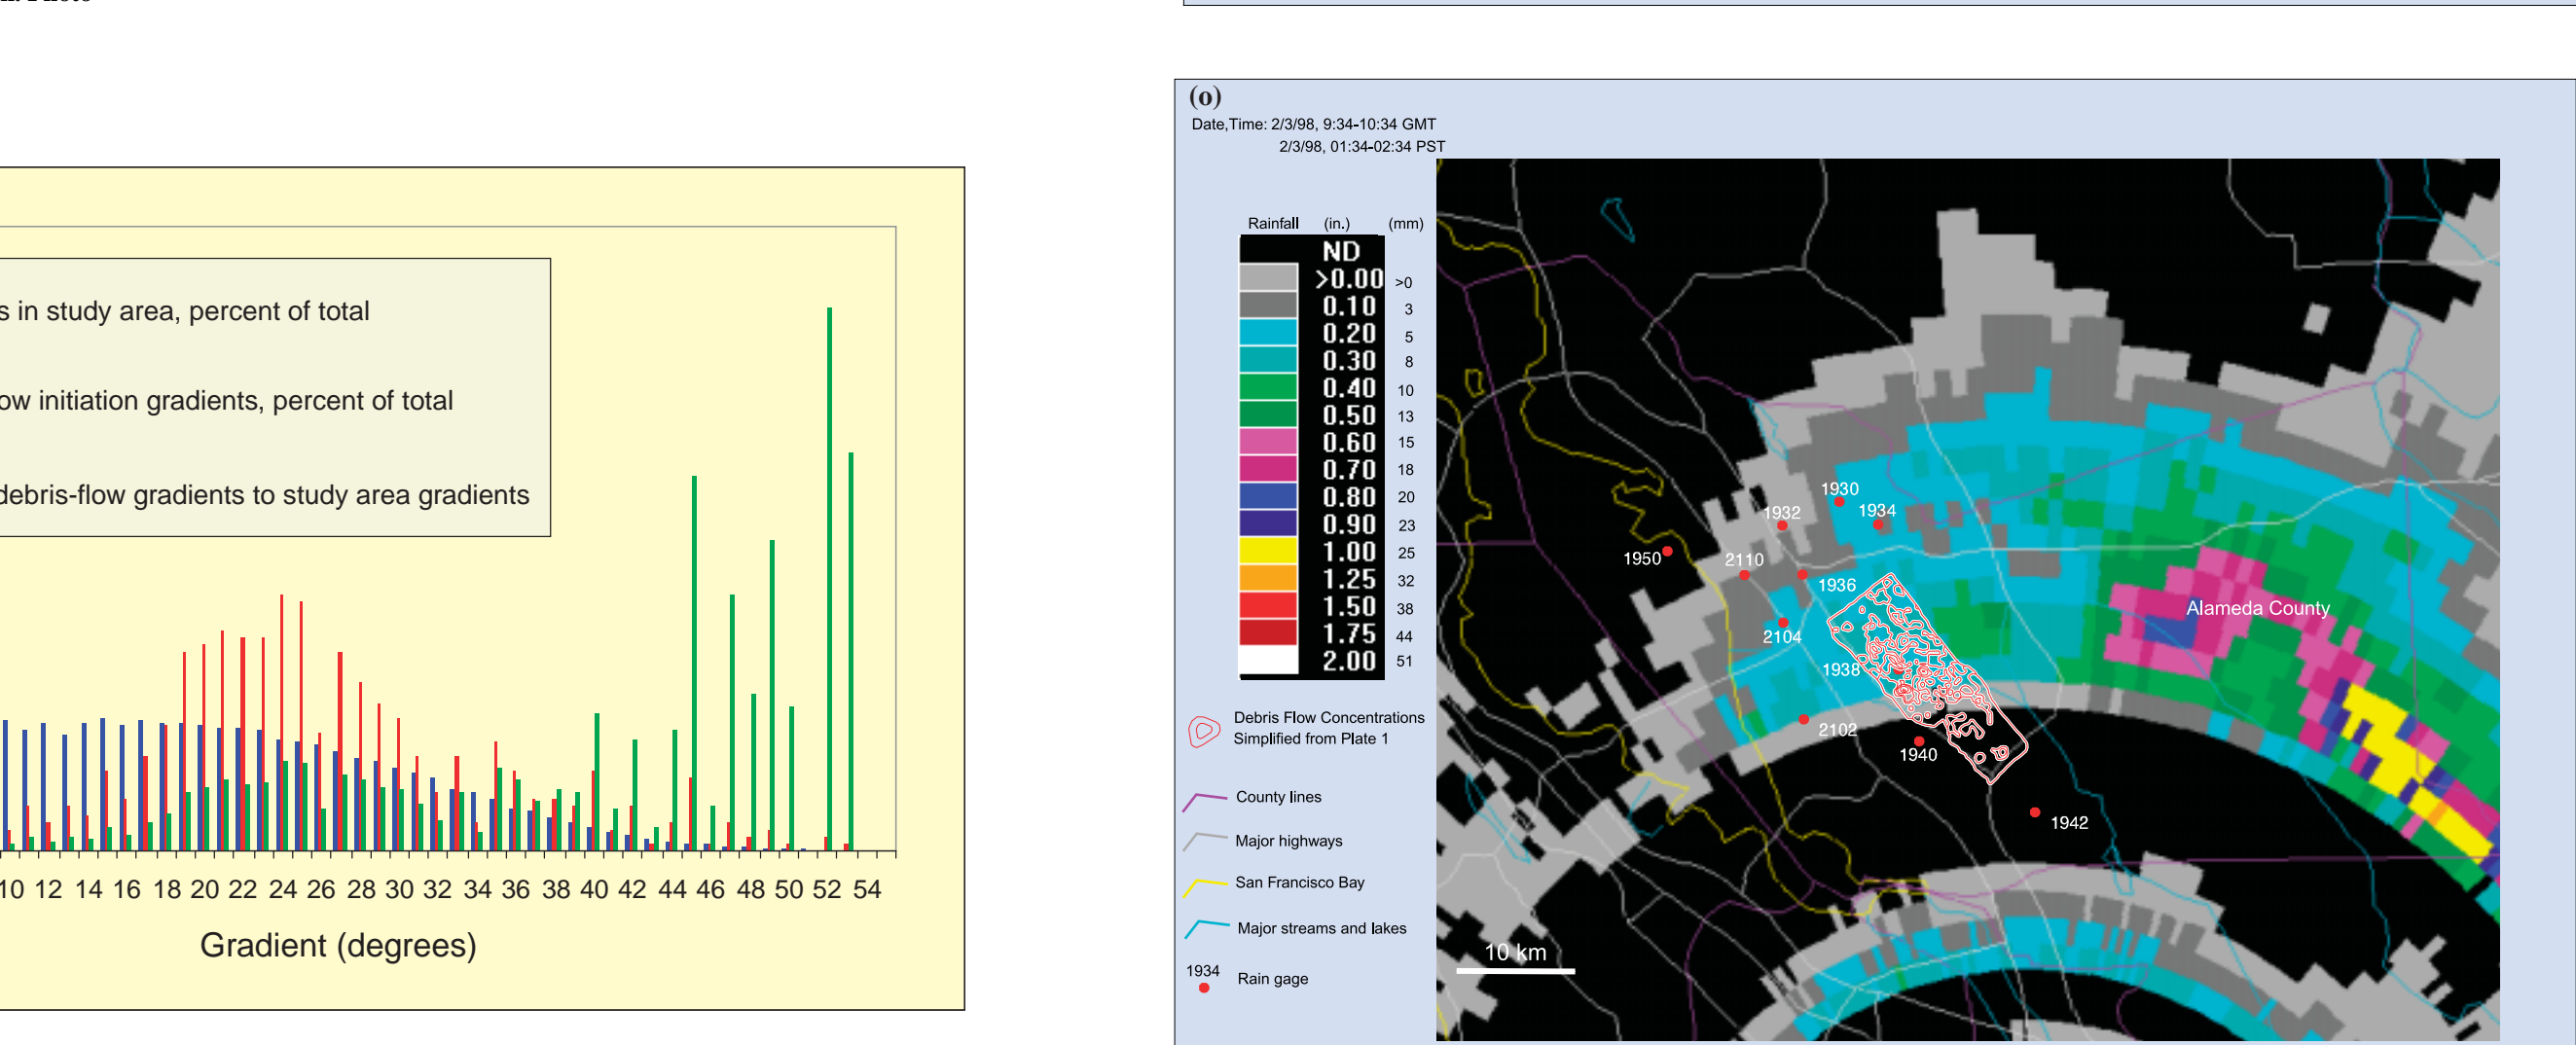 s in study area, percent of total
ow initiation gradients, percent of total
debris-flow gradients to study area gradients
10 12 14 16 18 20 22 24 26 28 30 32 34 36 38 40 42 44 46 48 50 52 54
Gradient (degrees)
(o)
Date,Time: 2/3/98, 9:34-10:34 GMT
2/3/98, 01:34-02:34 PST
Rainfall (in.) (mm)
ND
>0.00 >0
0.10 3
0.20 5
0.30 8
0.40 10
0.50 13
0.60 15
0.70 18
0.80 20
0.90 23
1.00 25
1.25 32
1.50 38
1.75 44
2.00 51
Debris Flow Concentrations
Simplified from Plate 1
County lines
Major highways
San Francisco Bay
Major streams and lakes
1934
Rain gage
1930
1932
1934
1950
2110
1936
Alameda County
2104
1938
2102
1940
1942
10 km